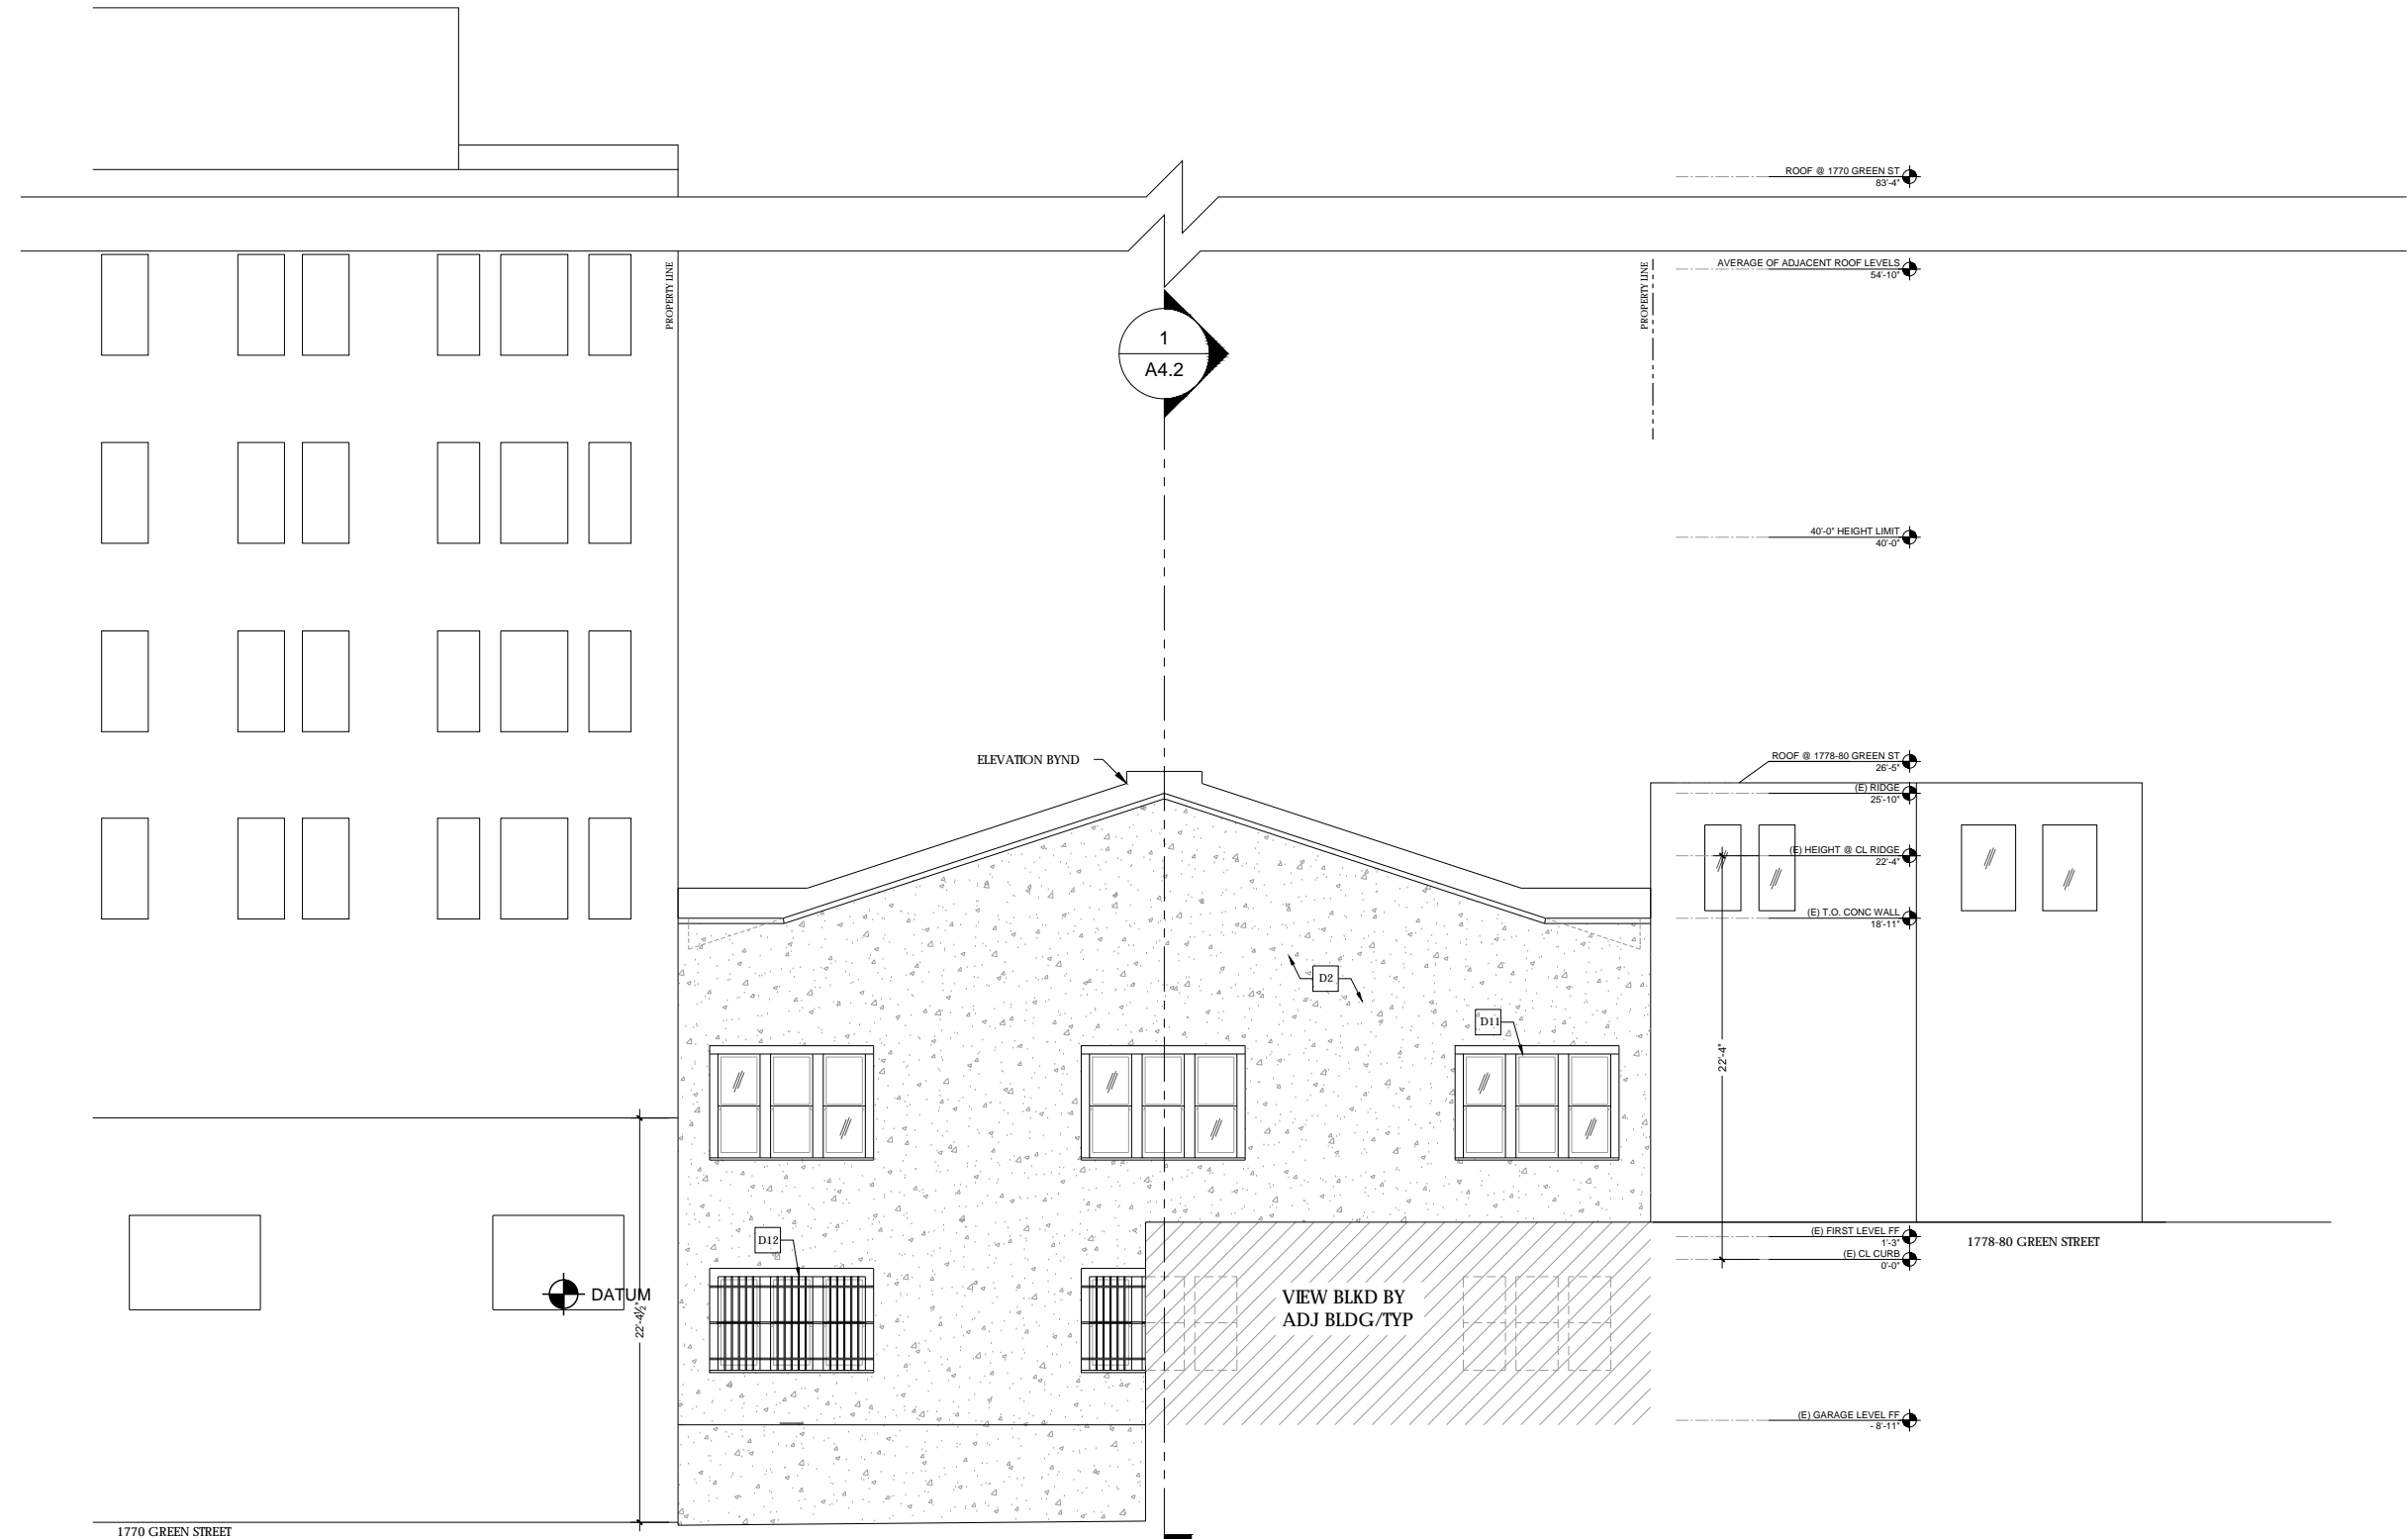 ROOF @ 1770 GREEN ST
83'-4"
PROPERTY LINE
PROPERTY LINE
AVERAGE OF ADJACENT ROOF LEVELS
54'-10"
1
A4.2
40'-0" HEIGHT LIMIT
40'-0"
ELEVATION BYND
ROOF @ 1778-80 GREEN ST
26'-5"
(E) RIDGE
25'-10"
(E) HEIGHT @ CL RIDGE
22'-4"
(E) T.O. CONC WALL
18'-11"
D2
D11
22'-4"
D12
(E) FIRST LEVEL FF
1'-3"
(E) CL CURB
0'-0"
1778-80 GREEN STREET
DATUM
22'-4½"
VIEW BLKD BY
ADJ BLDG/TYP
(E) GARAGE LEVEL FF
- 8'-11"
1770 GREEN STREET